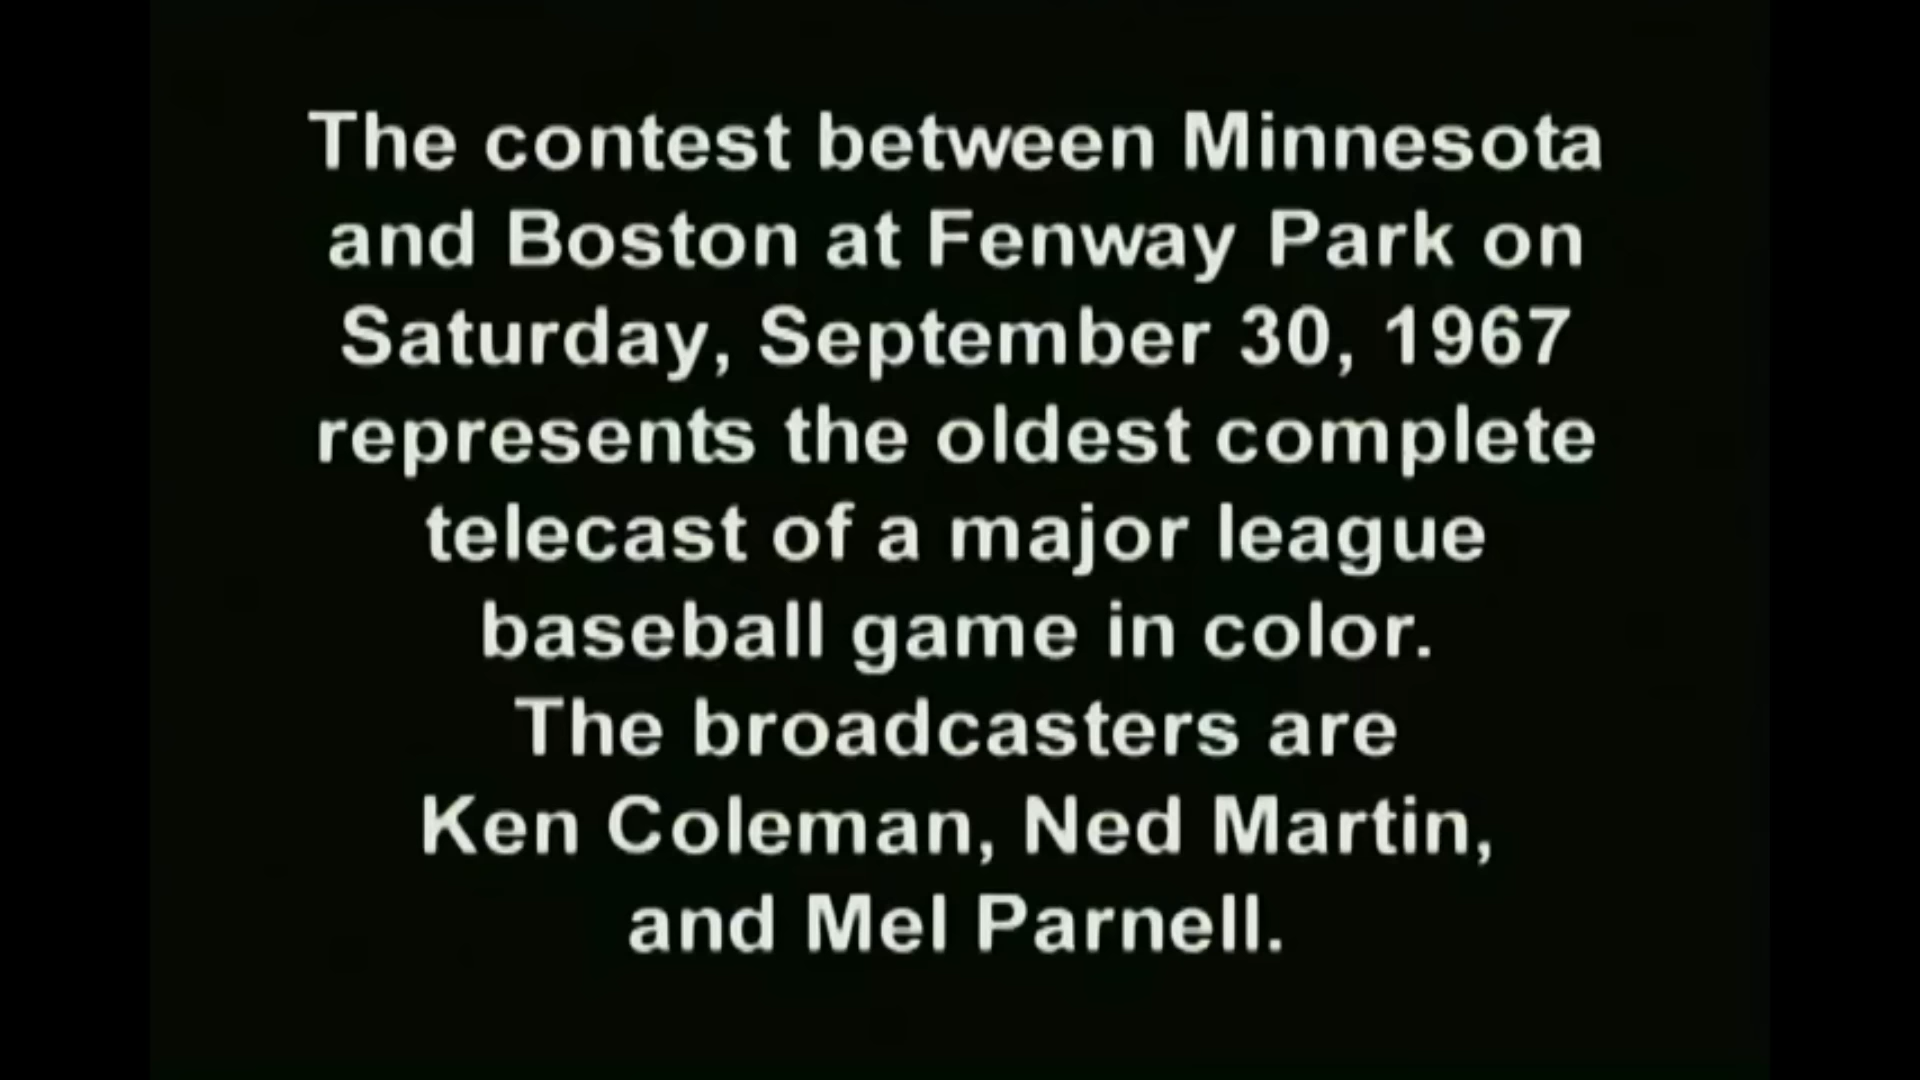 The contest between Minnesota
and Boston at Fenway Park on
Saturday, September 30, 1967
represents the oldest complete
telecast of a major league
baseball game in color.
The broadcasters are
Ken Coleman, Ned Martin,
and Mel Parnell.